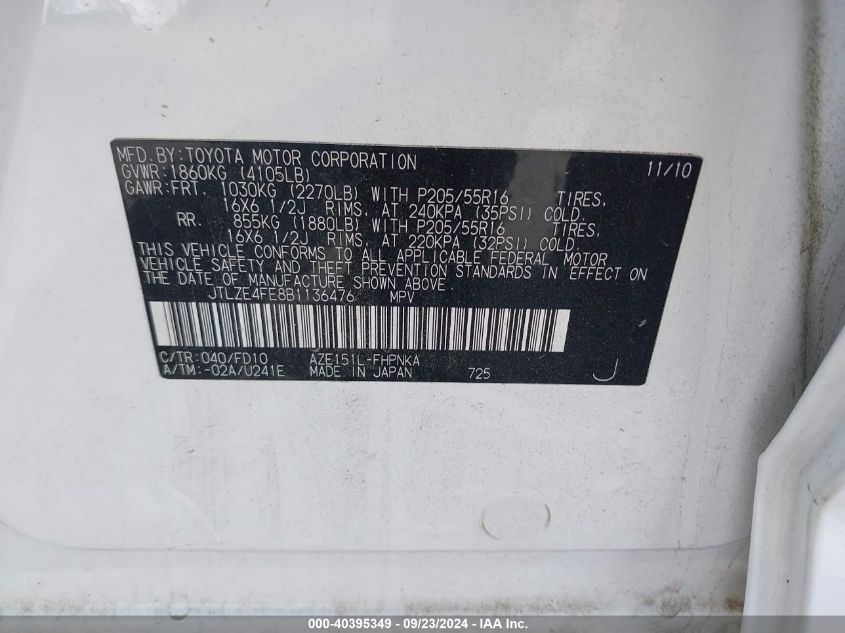 MFD. BY: TOYOTA MOTOR CORPORATION 11/10
GVWR: 1860KG (4105LB)
GAWR: FRT. 1030KG (2270LB) WITH P205/55R16 TIRES,
16X6 1/2J RIMS, AT 240KPA (35PSI) COLD.
RR. 855KG (1880LB) WITH P205/55R16 TIRES,
16X6 1/2J RIMS, AT 220KPA (32PSI) COLD.
THIS VEHICLE CONFORMS TO ALL APPLICABLE FEDERAL MOTOR
VEHICLE SAFETY AND THEFT PREVENTION STANDARDS IN EFFECT ON
THE DATE OF MANUFACTURE SHOWN ABOVE.
JTLZE4FE8B1136476 MPV
C/TR: 040/FD10 AZE151L-FHPNKA
A/TM: -02A/U241E MADE IN JAPAN 725 J
000-40395349 - 09/23/2024 - IAAI.com